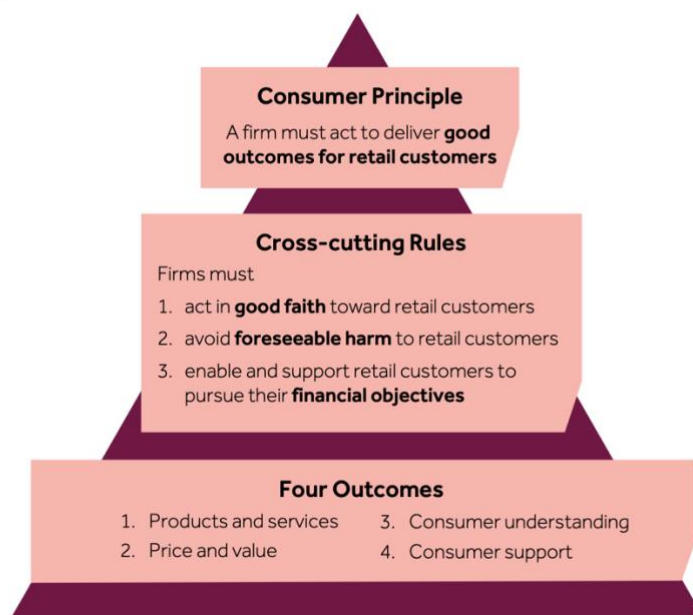 Consumer Principle
A firm must act to deliver good
outcomes for retail customers
Cross-cutting Rules
Firms must
1. act in good faith toward retail customers
2. avoid foreseeable harm to retail customers
3. enable and support retail customers to
pursue their financial objectives
Four Outcomes
1. Products and services
2. Price and value
3. Consumer understanding
4. Consumer support